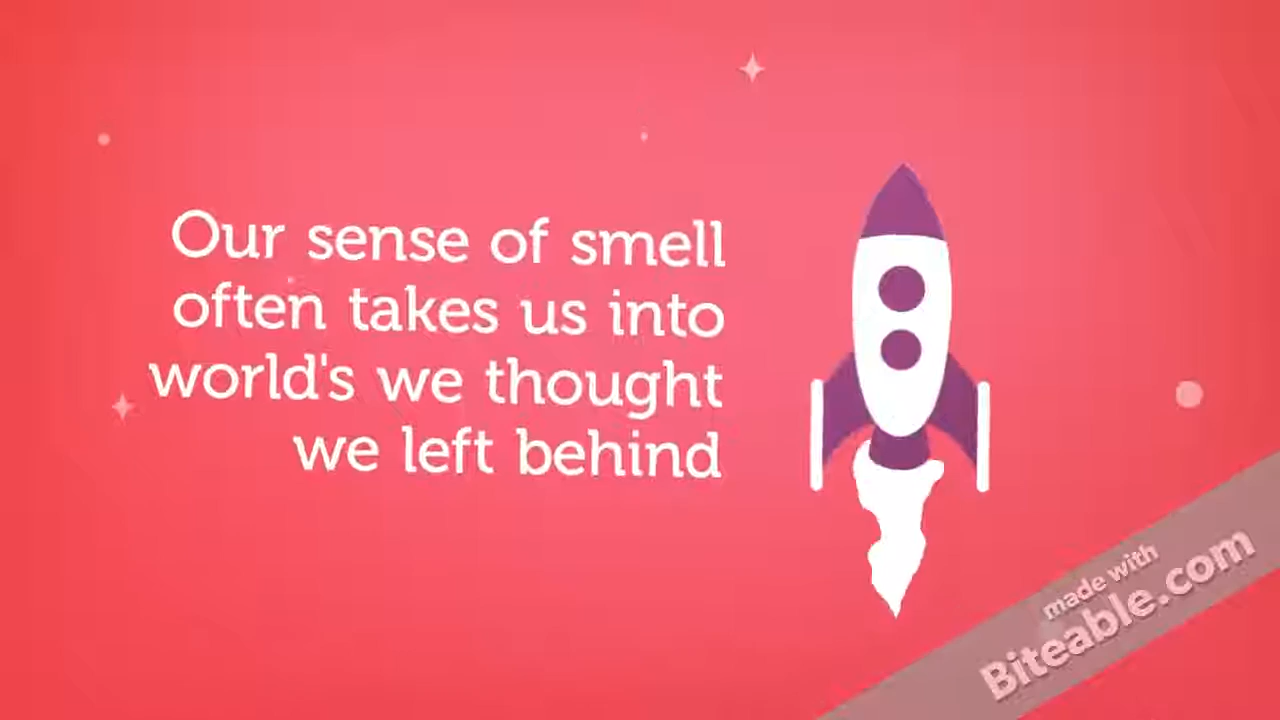 Our sense of smell
often takes us into
world's we thought
we left behind
made with
Biteable.com